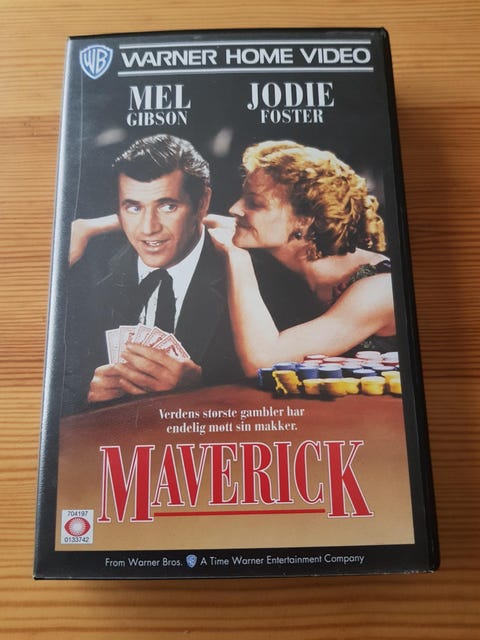 WB WARNER HOME VIDEO
MEL JODIE
GIBSON FOSTER
Verdens største gambler har
endelig møtt sin makker.
MAVERICK
704197
0133742
From Warner Bros. WB A Time Warner Entertainment Company